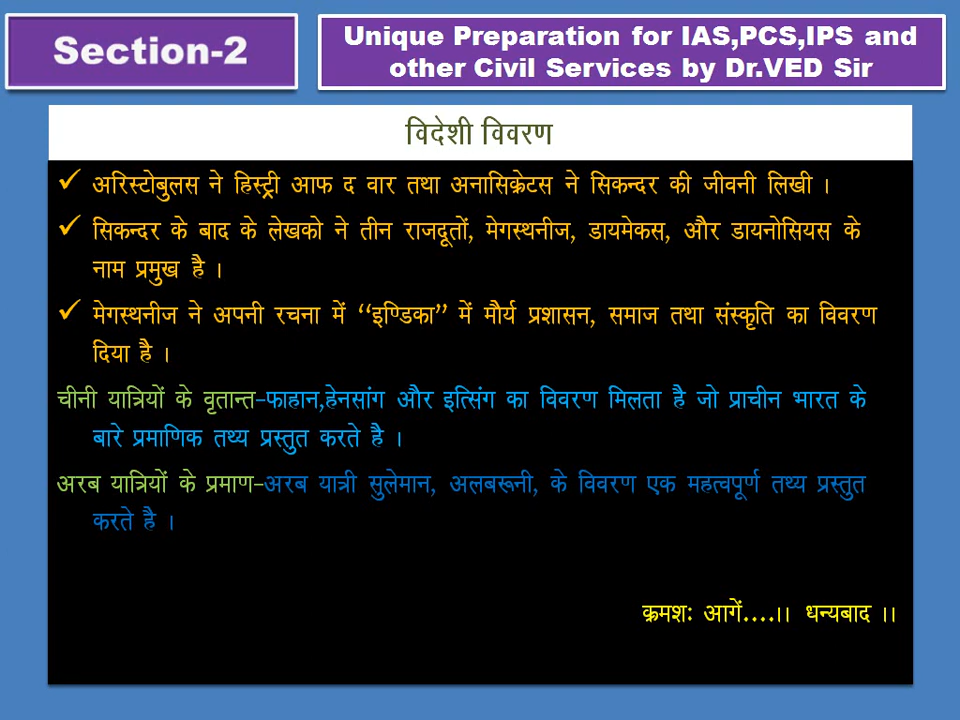 Section-2
Unique Preparation for IAS,PCS,IPS and
other Civil Services by Dr.VED Sir
विदेशी विवरण
✓ अरिस्टोबुलस ने हिस्ट्री आफ द वार तथा अनासिक्रेटस ने सिकन्दर की जीवनी लिखी ।
✓ सिकन्दर के बाद के लेखको ने तीन राजदूतों, मेगस्थनीज, डायमेकस, और डायनोसियस के
नाम प्रमुख है ।
✓ मेगस्थनीज ने अपनी रचना में “इण्डिका” में मौर्य प्रशासन, समाज तथा संस्कृति का विवरण
दिया है ।
चीनी यात्रियों के वृतान्त-फाहान,हेनसांग और इत्सिंग का विवरण मिलता है जो प्राचीन भारत के
बारे प्रमाणिक तथ्य प्रस्तुत करते है ।
अरब यात्रियों के प्रमाण-अरब यात्री सुलेमान, अलबरूनी, के विवरण एक महत्वपूर्ण तथ्य प्रस्तुत
करते है ।
क्रमशः आगें....।। धन्यबाद ।।